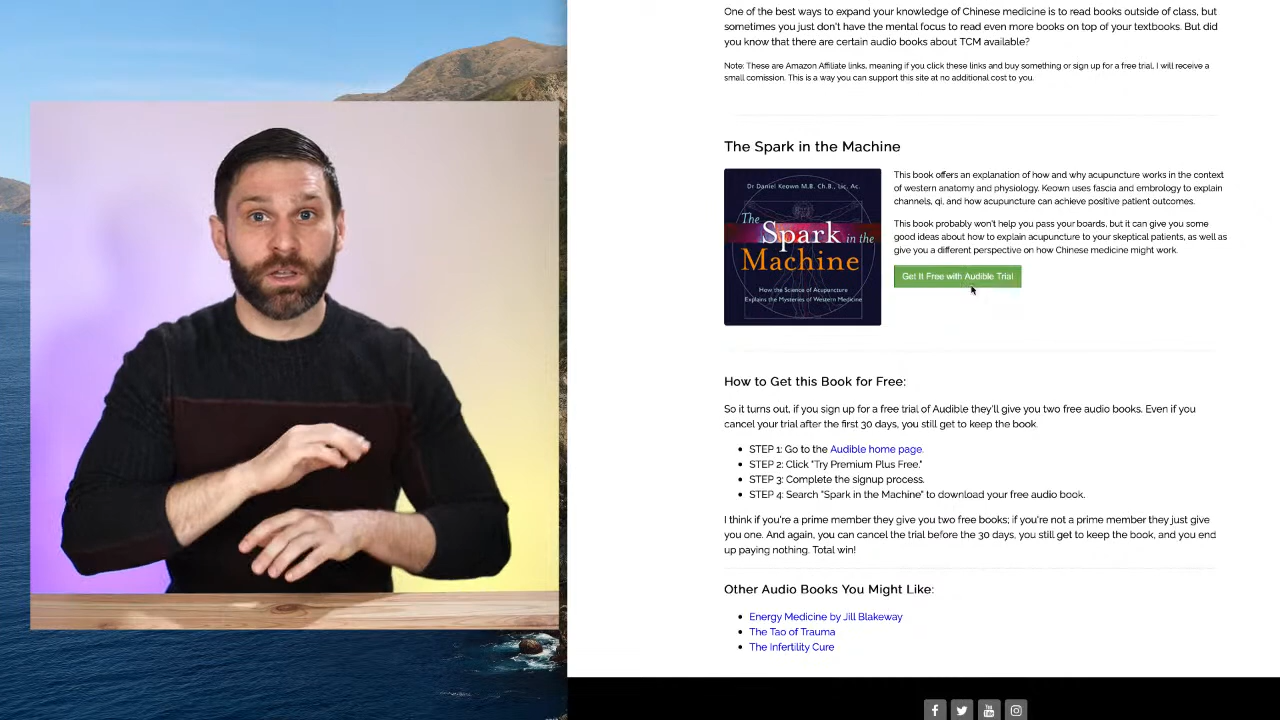 One of the best ways to expand your knowledge of Chinese medicine is to read books outside of class, but
sometimes you just don't have the mental focus to read even more books on top of your textbooks. But did
you know that there are certain audio books about TCM available?
Note: These are Amazon Affiliate links, meaning if you click these links and buy something or sign up for a free trial, I will receive a
small comission. This is a way you can support this site at no additional cost to you.
The Spark in the Machine
Dr Daniel Keown M.B. Ch.B., Lic. Ac.
The
Spark in the
Machine
How the Science of Acupuncture
Explains the Mysteries of Western Medicine
This book offers an explanation of how and why acupuncture works in the context
of western anatomy and physiology. Keown uses fascia and embrology to explain
channels, qi, and how acupuncture can achieve positive patient outcomes.
This book probably won't help you pass your boards, but it can give you some
good ideas about how to explain acupuncture to your skeptical patients, as well as
give you a different perspective on how Chinese medicine might work.
Get It Free with Audible Trial
How to Get this Book for Free:
So it turns out, if you sign up for a free trial of Audible they'll give you two free audio books. Even if you
cancel your trial after the first 30 days, you still get to keep the book.
• STEP 1: Go to the Audible home page.
• STEP 2: Click "Try Premium Plus Free."
• STEP 3: Complete the signup process.
• STEP 4: Search "Spark in the Machine" to download your free audio book.
I think if you're a prime member they give you two free books; if you're not a prime member they just give
you one. And again, you can cancel the trial before the 30 days, you still get to keep the book, and you end
up paying nothing. Total win!
Other Audio Books You Might Like:
• Energy Medicine by Jill Blakeway
• The Tao of Trauma
• The Infertility Cure